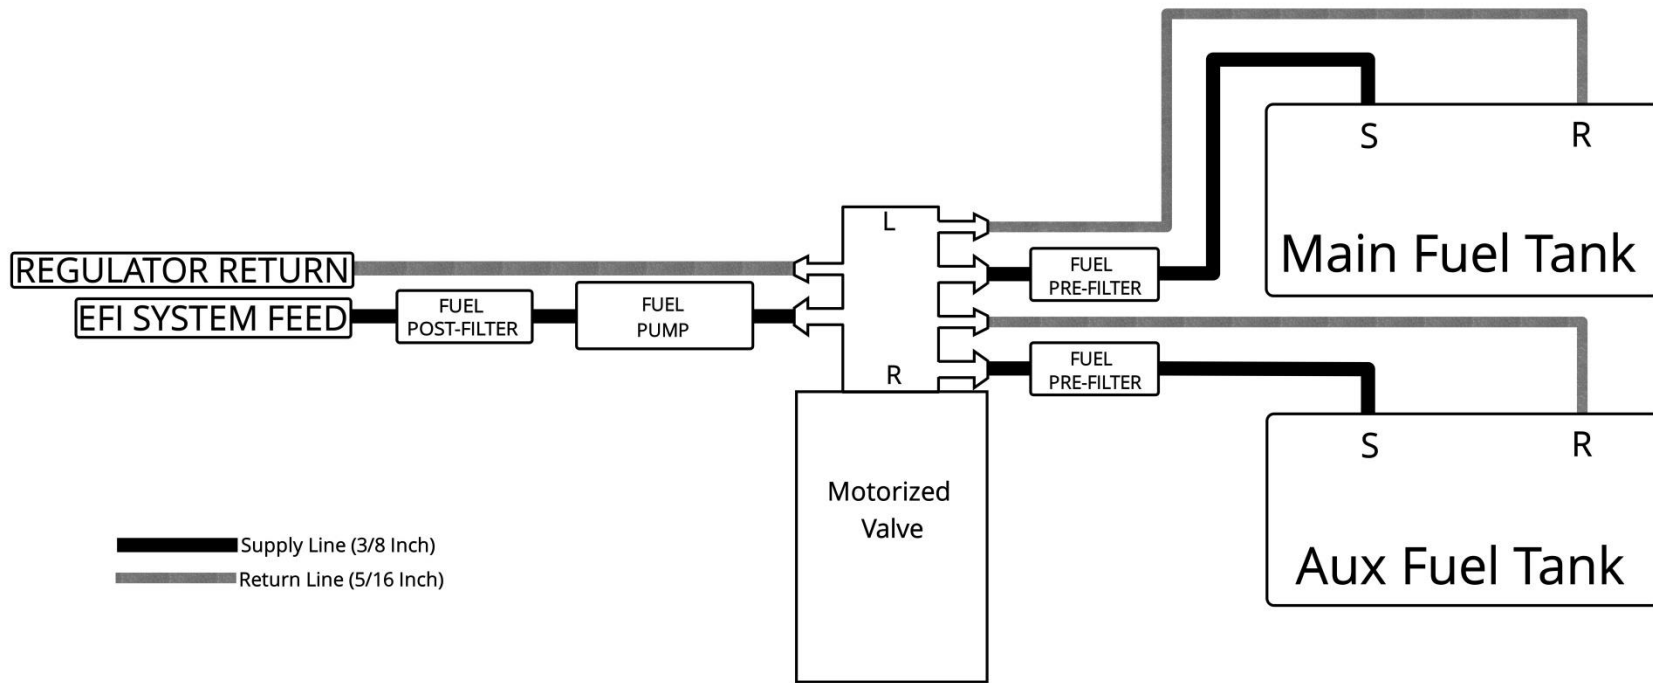 S
R
Main Fuel Tank
L
REGULATOR RETURN
FUEL
PRE-FILTER
EFI SYSTEM FEED
FUEL
POST-FILTER
FUEL
PUMP
R
FUEL
PRE-FILTER
S
R
Aux Fuel Tank
Motorized
Valve
Supply Line (3/8 Inch)
Return Line (5/16 Inch)